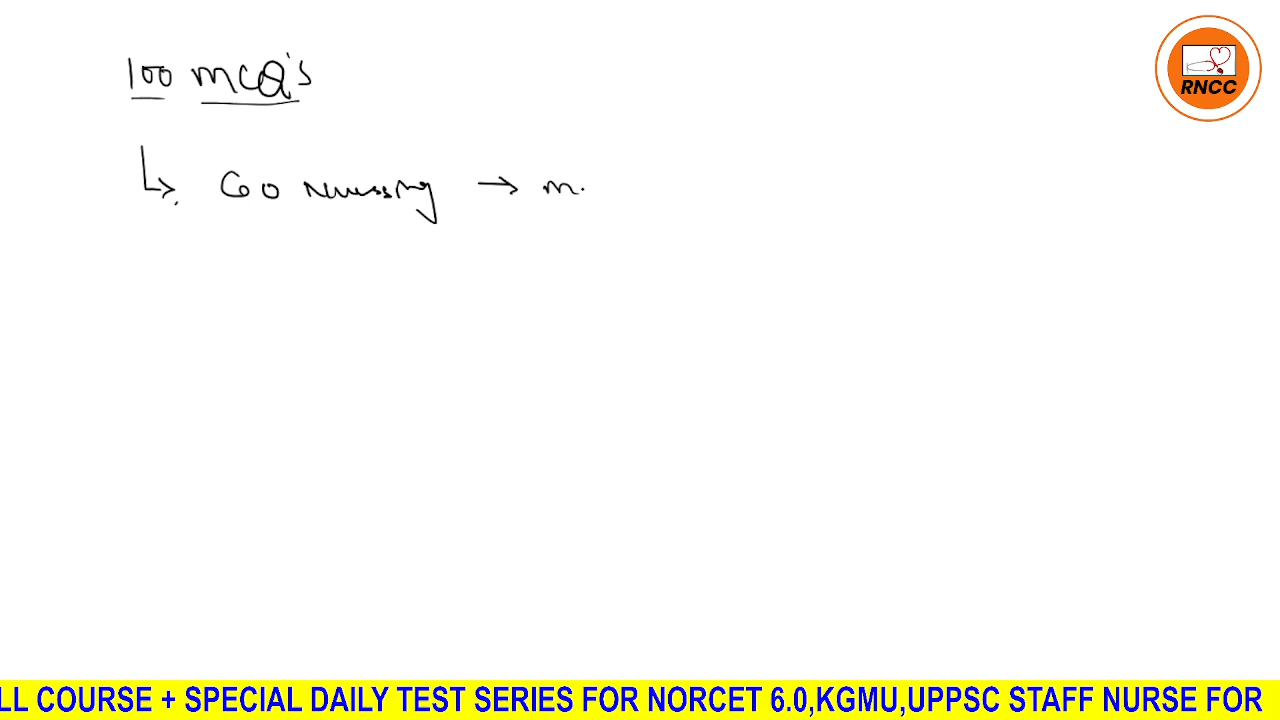 100 MCQ's
RNCC
60 Nursing → m.
LL COURSE + SPECIAL DAILY TEST SERIES FOR NORCET 6.0,KGMU,UPPSC STAFF NURSE FOR